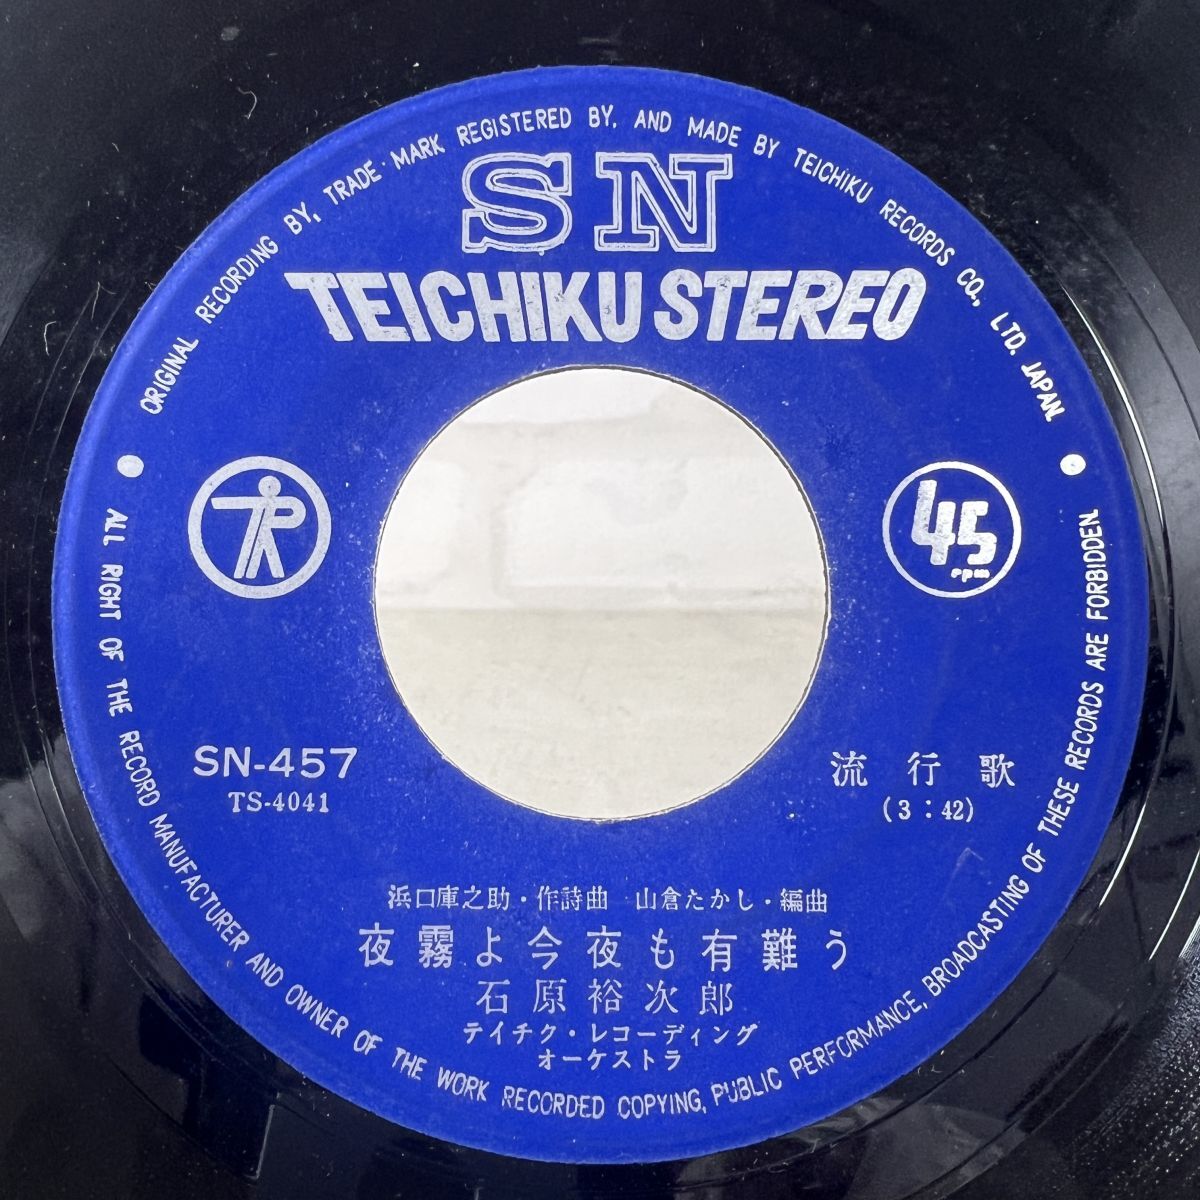 ORIGINAL RECORDING BY, TRADE MARK REGISTERED BY, AND MADE BY TEICHIKU RECORDS CO., LTD. JAPAN.
SN
TEICHIKU STEREO
45
rpm
SN-457
TS-4041
流行歌
(3:42)
浜口庫之助・作詩曲 山倉たかし・編曲
夜霧よ今夜も有難う
石原裕次郎
テイチク・レコーディング
オーケストラ
ALL RIGHT OF THE RECORD MANUFACTURER AND OWNER OF THE WORK RECORDED COPYING, PUBLIC PERFORMANCE, BROADCASTING OF THESE RECORDS ARE FORBIDDEN.